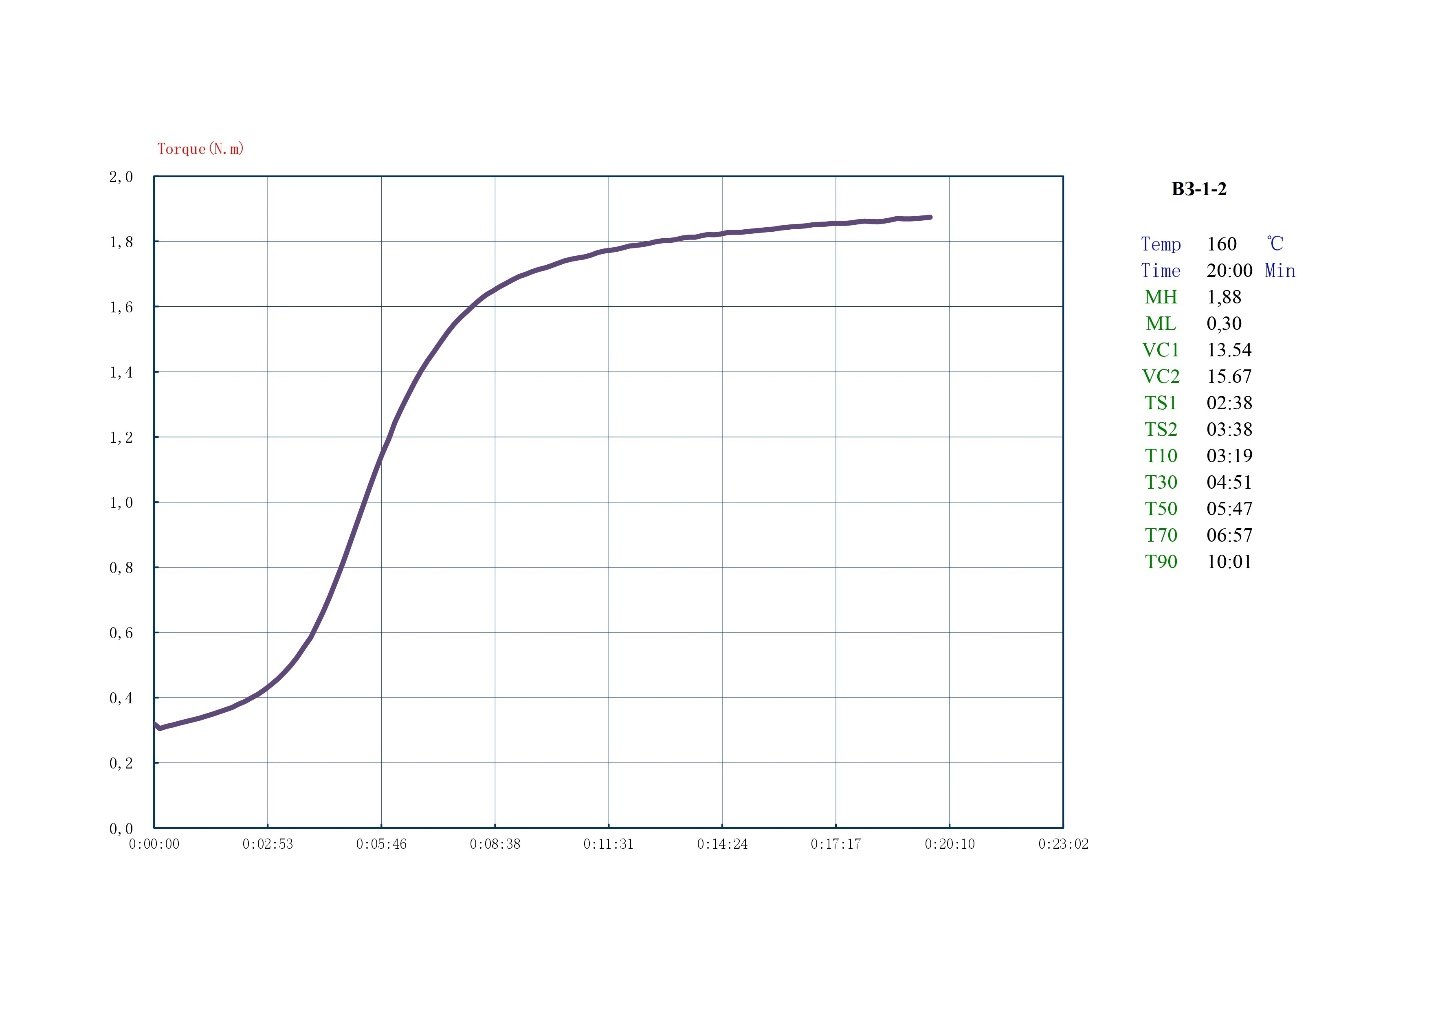 Torque(N.m)
2,0
1,8
1,6
1,4
1,2
1,0
0,8
0,6
0,4
0,2
0,0
0:00:00 0:02:53 0:05:46 0:08:38 0:11:31 0:14:24 0:17:17 0:20:10 0:23:02
ВЗ-1-2
Temp 160 ℃
Time 20:00 Min
MH 1,88
ML 0,30
VC1 13.54
VC2 15.67
TS1 02:38
TS2 03:38
T10 03:19
T30 04:51
T50 05:47
T70 06:57
T90 10:01